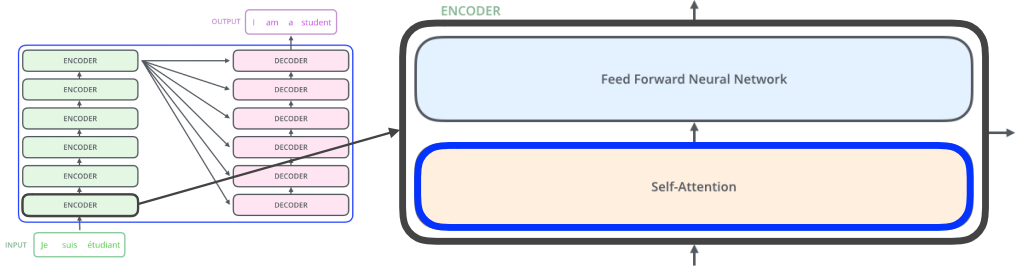 OUTPUT I am a student
ENCODER DECODER
ENCODER DECODER
ENCODER DECODER
ENCODER DECODER
ENCODER DECODER
ENCODER DECODER
INPUT Je suis étudiant
ENCODER
Feed Forward Neural Network
Self-Attention